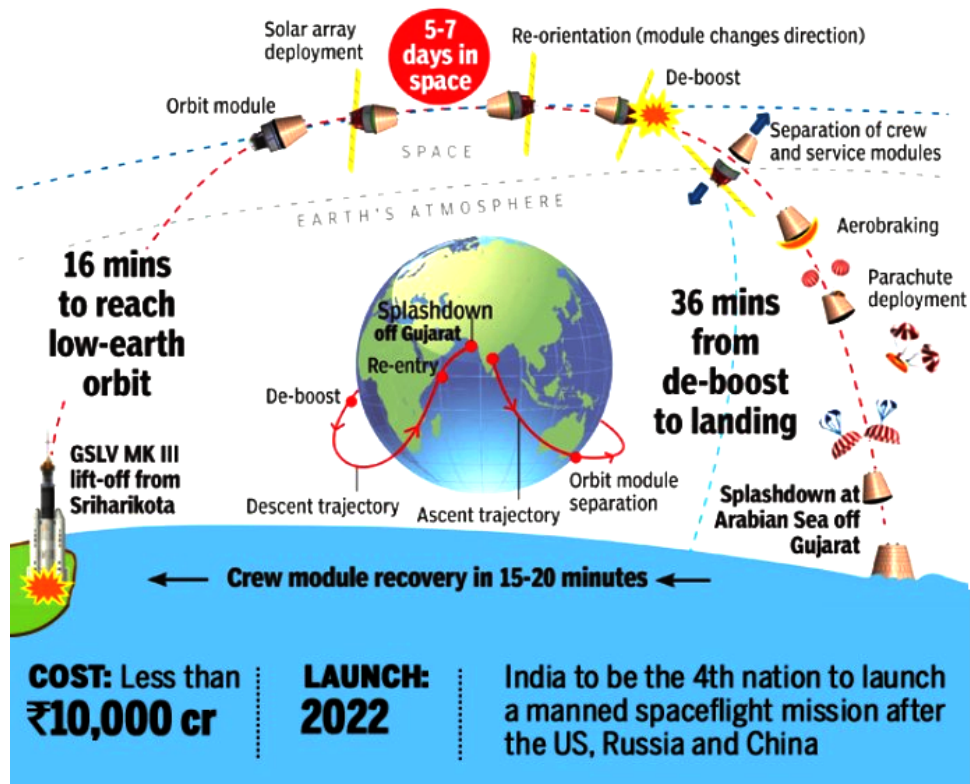 Solar array
deployment
5-7
days in
space
Re-orientation (module changes direction)
De-boost
Orbit module
Separation of crew
and service modules
SPACE
EARTH'S ATMOSPHERE
Aerobraking
Parachute
deployment
16 mins
to reach
low-earth
orbit
36 mins
from
de-boost
to landing
Splashdown
off Gujarat
Re-entry
De-boost
Descent trajectory
Ascent trajectory
Orbit module
separation
GSLV MK III
lift-off from
Sriharikota
Splashdown at
Arabian Sea off
Gujarat
Crew module recovery in 15-20 minutes
COST: Less than
₹10,000 cr
LAUNCH:
2022
India to be the 4th nation to launch
a manned spaceflight mission after
the US, Russia and China